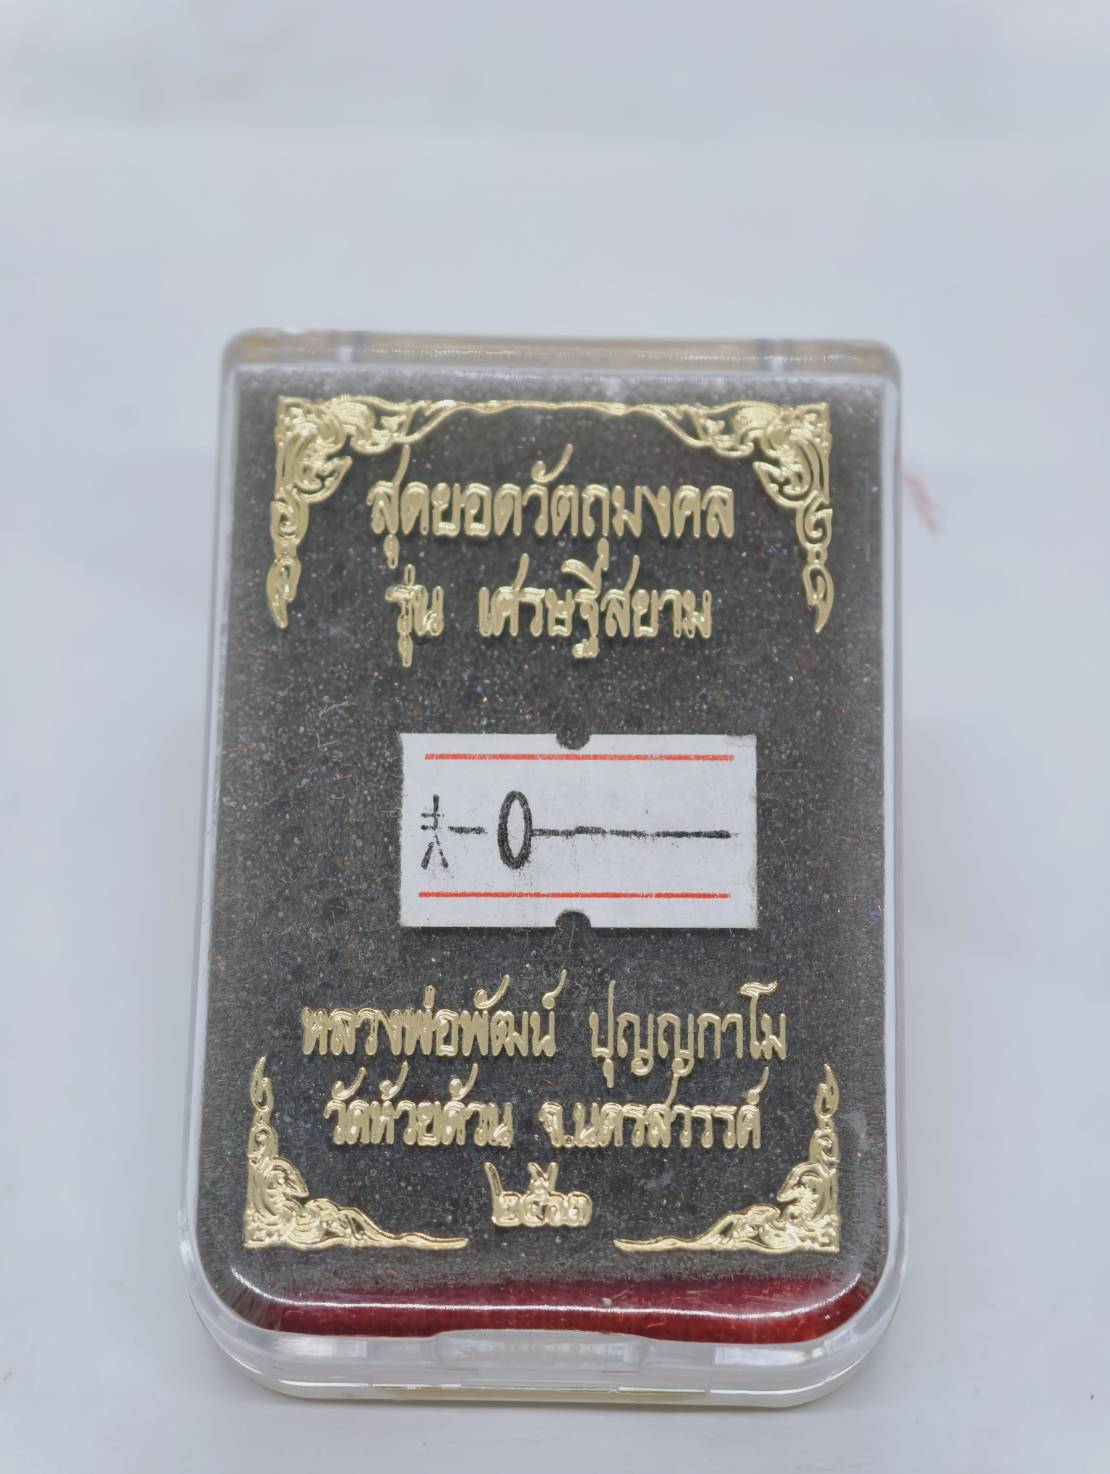 สุดยอดวัตถุมงคล
รุ่น เศรษฐีสยาม
หลวงพ่อพัฒน์ ปุญญกาโม
วัดห้วยด้วน จ.นครสวรรค์
๒๕๖๓